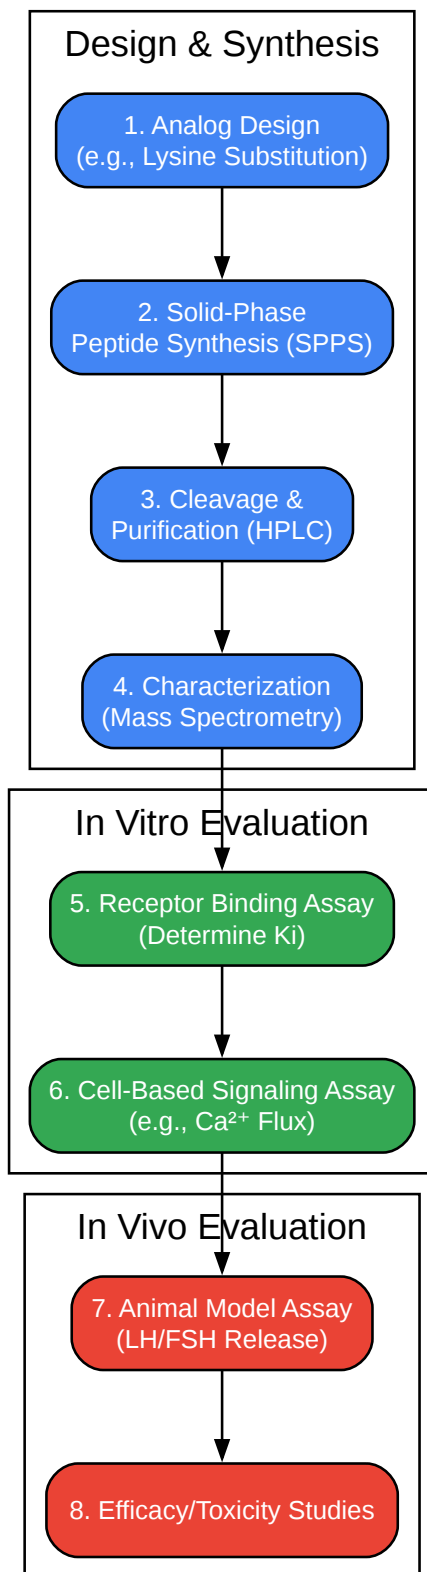 Design & Synthesis
1. Analog Design
(e.g., Lysine Substitution)
2. Solid-Phase
Peptide Synthesis (SPPS)
3. Cleavage &
Purification (HPLC)
4. Characterization
(Mass Spectrometry)
In Vitro Evaluation
5. Receptor Binding Assay
(Determine Ki)
6. Cell-Based Signaling Assay
(e.g., Ca²⁺ Flux)
In Vivo Evaluation
7. Animal Model Assay
(LH/FSH Release)
8. Efficacy/Toxicity Studies